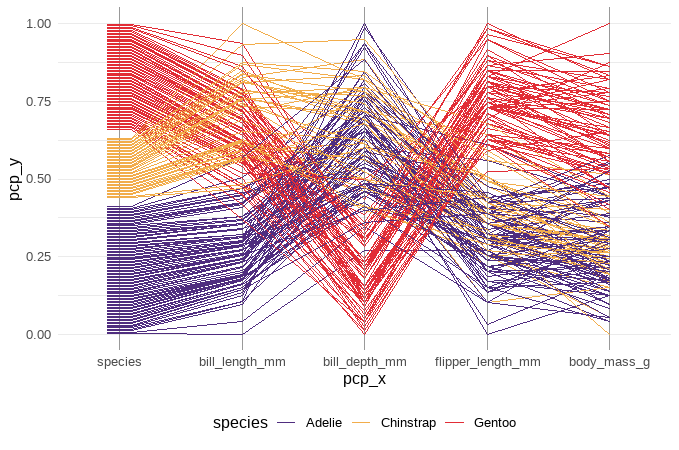 1.00
0.75
0.50
0.25
0.00
pcp_y
species bill_length_mm bill_depth_mm flipper_length_mm body_mass_g
pcp_x
species Adelie Chinstrap Gentoo